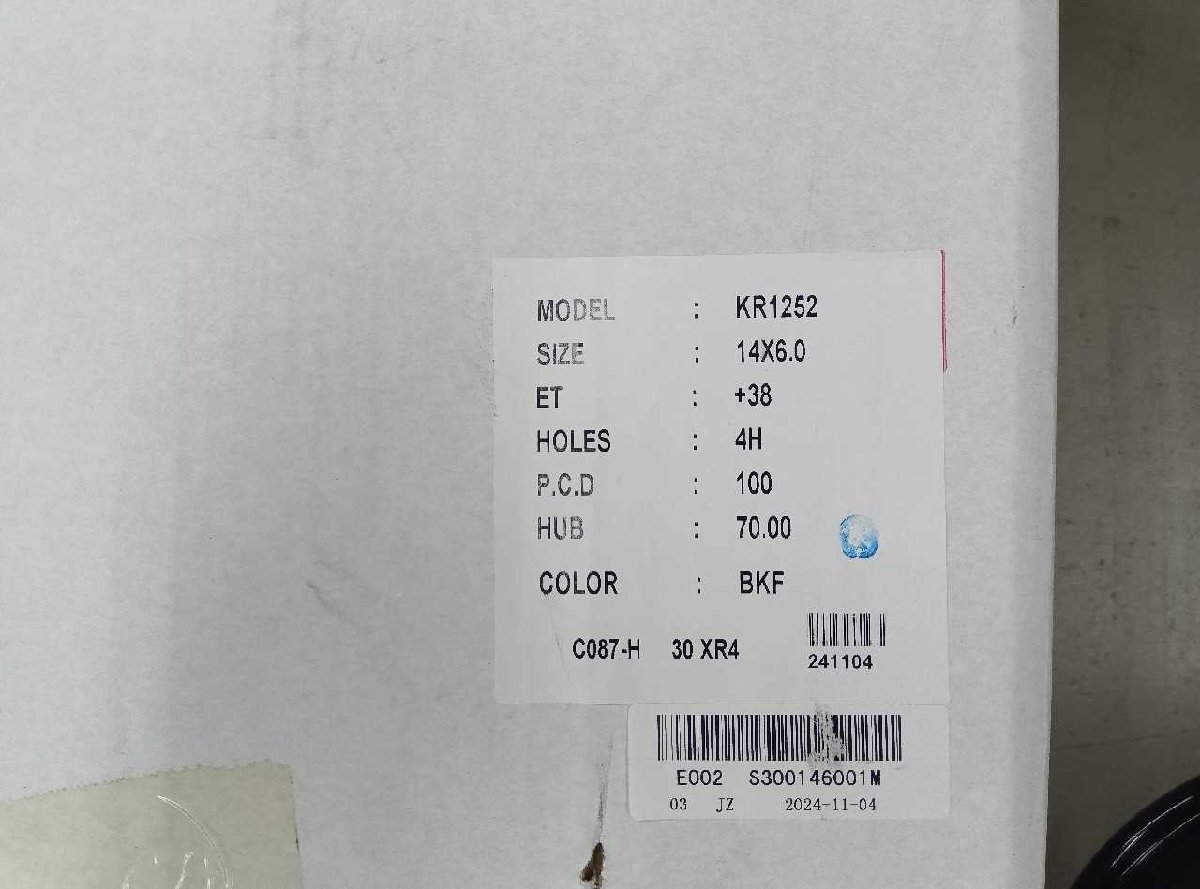 MODEL : KR1252
SIZE : 14X6.0
ET : +38
HOLES : 4H
P.C.D : 100
HUB : 70.00
COLOR : BKF
C087-H 30 XR4
241104
E002 S300146001M
03 JZ 2024-11-04